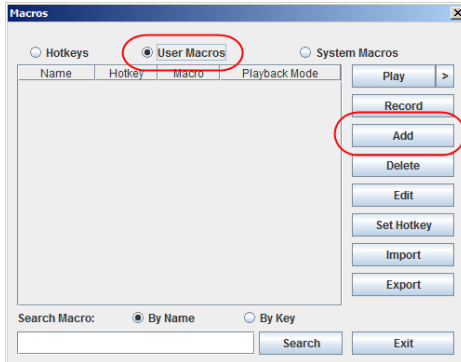 Macros
Hotkeys User Macros System Macros
Name Hotkey Macro Playback Mode
Play >
Record
Add
Delete
Edit
Set Hotkey
Import
Export
Search Macro: By Name By Key
Search Exit